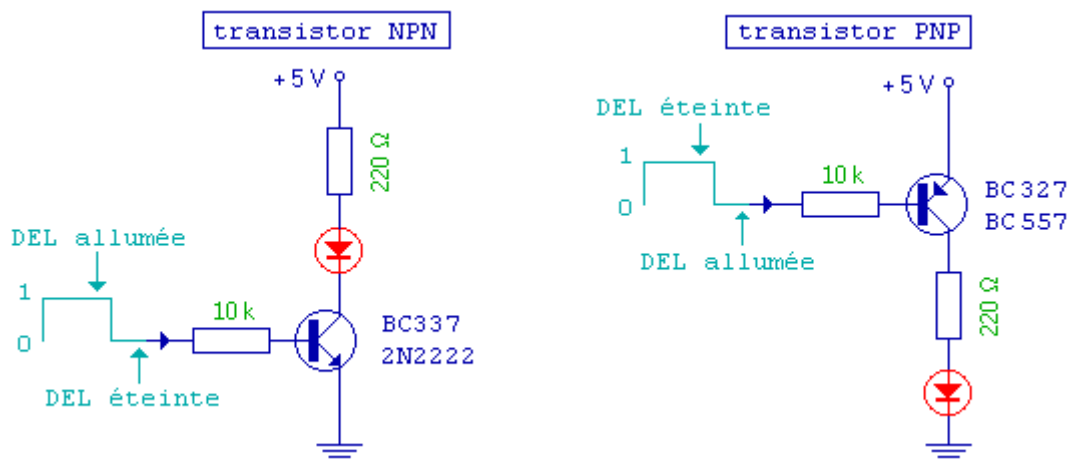 transistor NPN
+5V
220 Ω
DEL allumée
1
0
10k
DEL éteinte
BC337
2N2222
transistor PNP
+5V
DEL éteinte
1
0
10k
DEL allumée
BC327
BC557
220 Ω